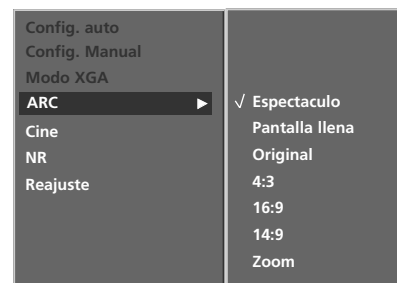 Config. auto
Config. Manual
Modo XGA
ARC
Cine
NR
Reajuste
√ Espectaculo
Pantalla llena
Original
4:3
16:9
14:9
Zoom